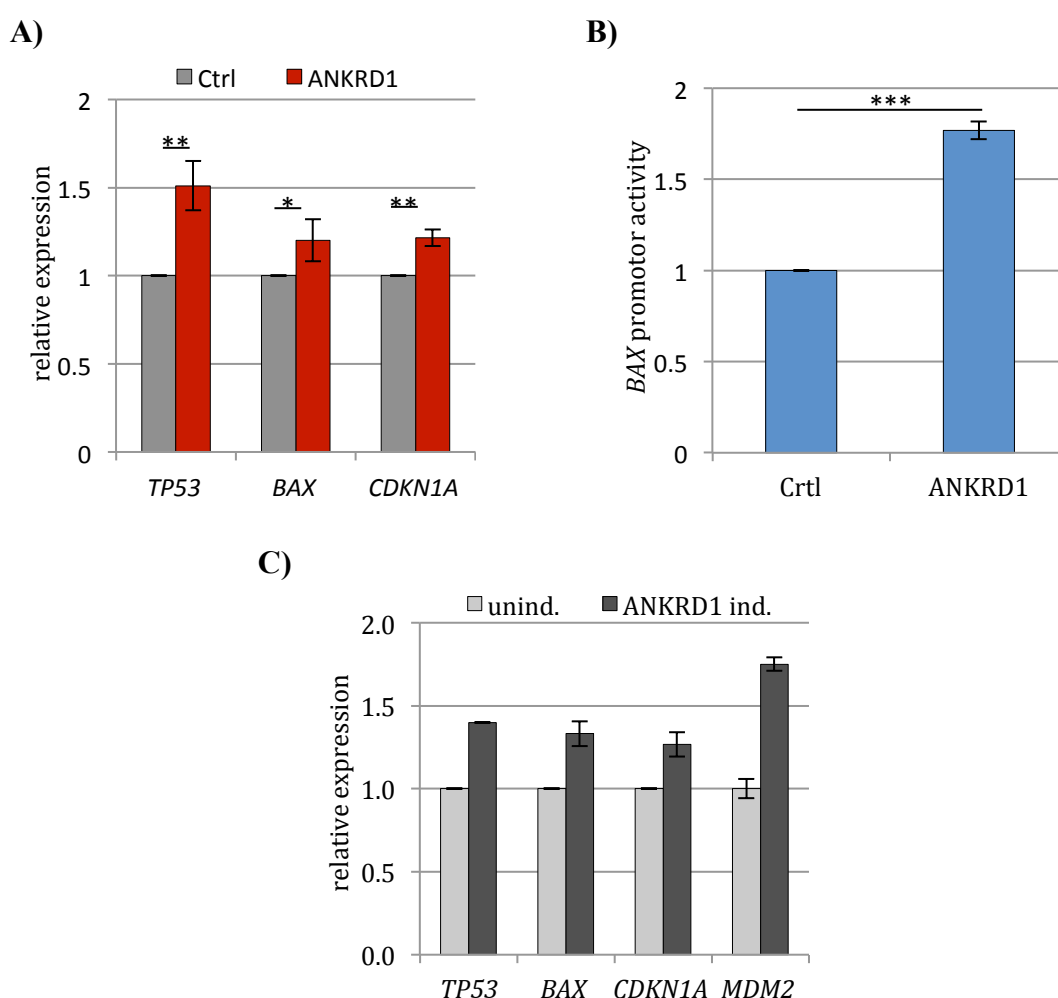 A)
Ctrl ANKRD1
relative expression
2
1.5
1
0.5
0
** * **
TP53 BAX CDKN1A
B)
BAX promotor activity
2
1.5
1
0.5
0
***
Crtl ANKRD1
C)
unind. ANKRD1 ind.
relative expression
2.0
1.5
1.0
0.5
0.0
TP53 BAX CDKN1A MDM2